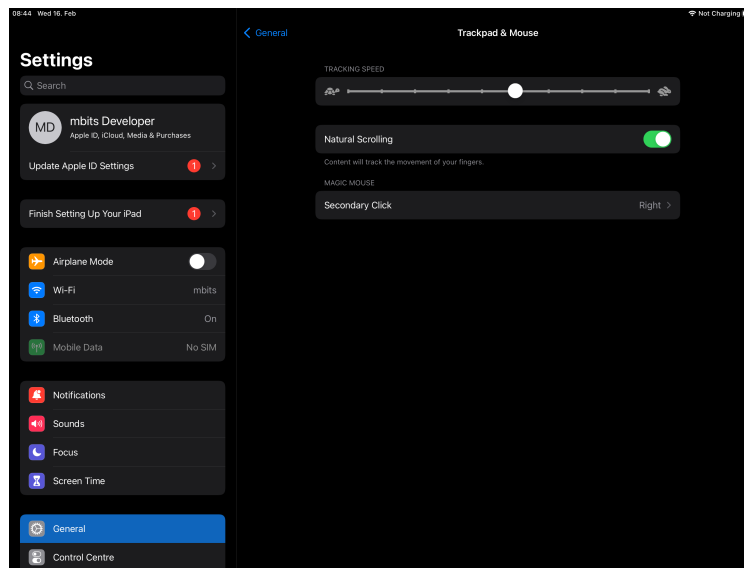 08:44 Wed 16. Feb
Not Charging
General
Trackpad & Mouse
Settings
Search
MD
mbits Developer
Apple ID, iCloud, Media & Purchases
Update Apple ID Settings
1
Finish Setting Up Your iPad
1
Airplane Mode
Wi-Fi
mbits
Bluetooth
On
Mobile Data
No SIM
Notifications
Sounds
Focus
Screen Time
General
Control Centre
TRACKING SPEED
Natural Scrolling
Content will track the movement of your fingers.
MAGIC MOUSE
Secondary Click
Right